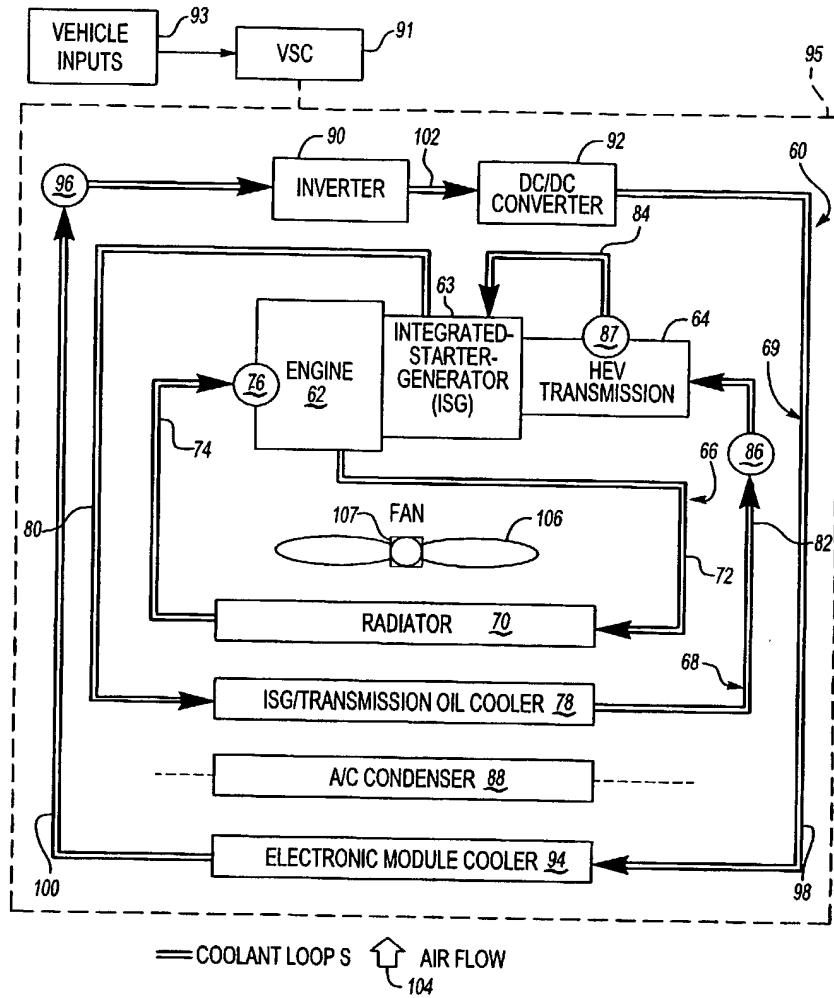 93
91
VEHICLE
INPUTS
VSC
95
90
102
92
60
96
INVERTER
DC/DC
CONVERTER
84
63
64
87
INTEGRATED-
STARTER-
GENERATOR
(ISG)
76
ENGINE
62
HEV
TRANSMISSION
69
74
86
66
80
FAN
107
106
82
72
RADIATOR 70
68
ISG/TRANSMISSION OIL COOLER 78
A/C CONDENSER 88
ELECTRONIC MODULE COOLER 94
100
98
COOLANT LOOP S
AIR FLOW
104